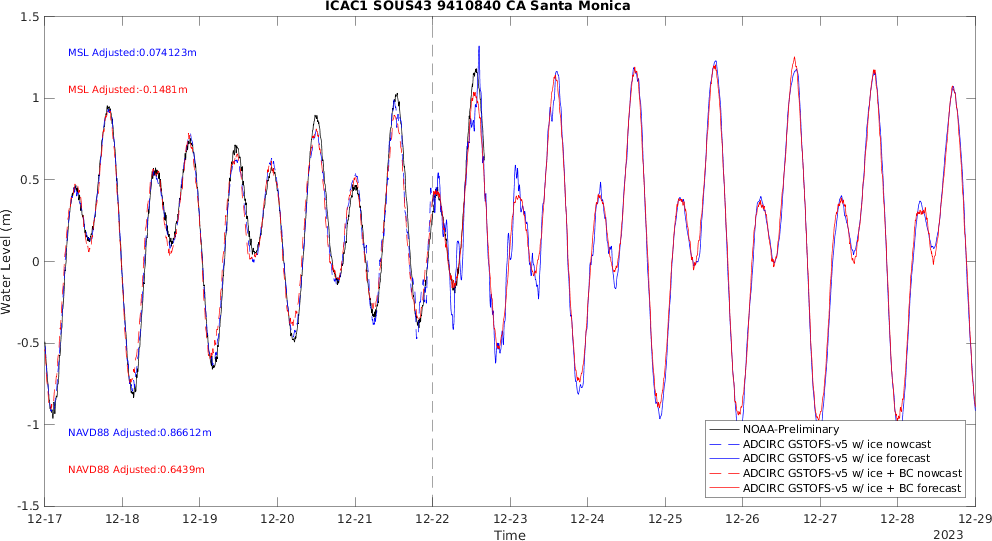 ICAC1 SOUS43 9410840 CA Santa Monica
1.5
1
0.5
0
-0.5
-1
-1.5
Water Level (m)
MSL Adjusted:0.074123m
MSL Adjusted:-0.1481m
NAVD88 Adjusted:0.86612m
NAVD88 Adjusted:0.6439m
NOAA-Preliminary
ADCIRC GSTOFS-v5 w/ ice nowcast
ADCIRC GSTOFS-v5 w/ ice forecast
ADCIRC GSTOFS-v5 w/ ice + BC nowcast
ADCIRC GSTOFS-v5 w/ ice + BC forecast
12-17 12-18 12-19 12-20 12-21 12-22 12-23 12-24 12-25 12-26 12-27 12-28 12-29
Time
2023